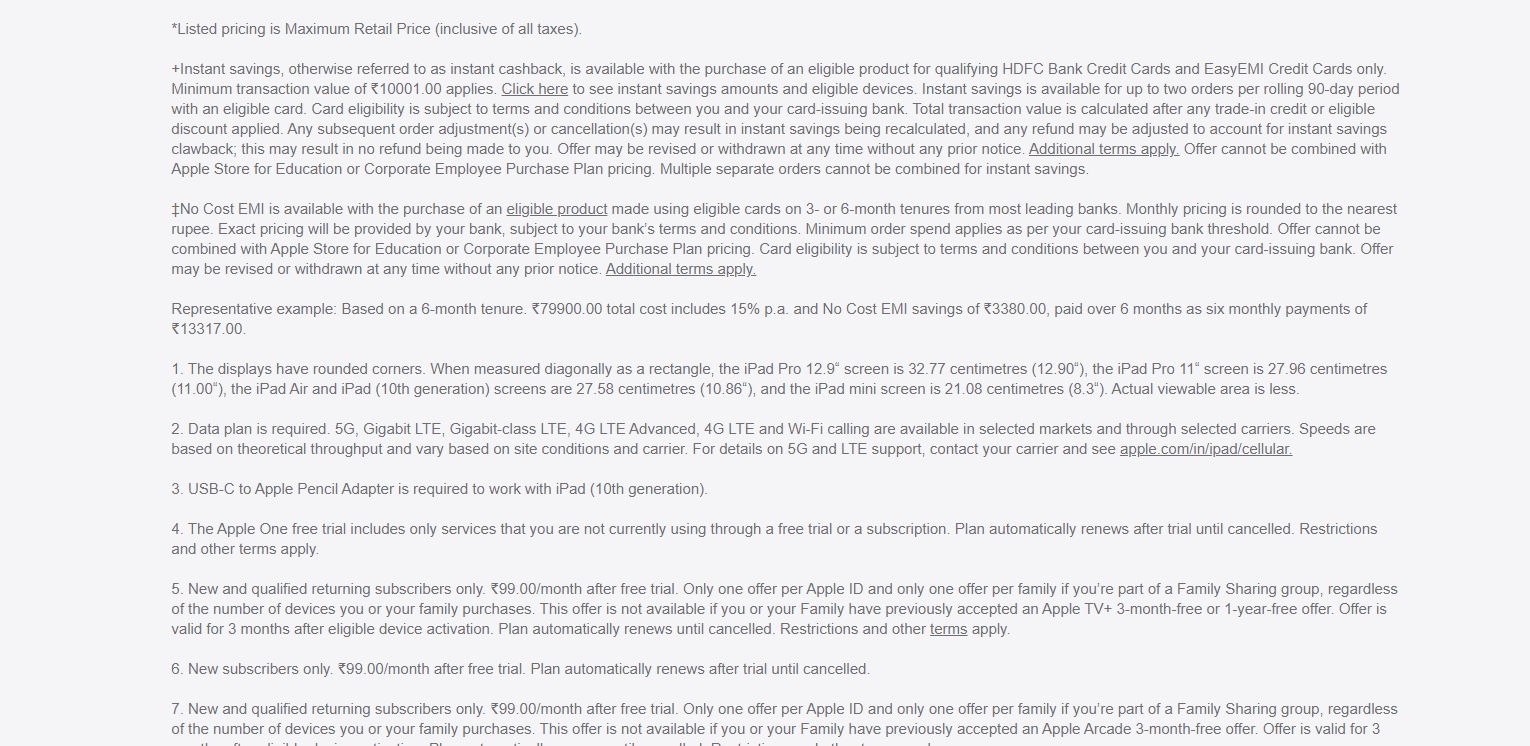 *Listed pricing is Maximum Retail Price (inclusive of all taxes).
+Instant savings, otherwise referred to as instant cashback, is available with the purchase of an eligible product for qualifying HDFC Bank Credit Cards and EasyEMI Credit Cards only.
Minimum transaction value of ₹10001.00 applies. Click here to see instant savings amounts and eligible devices. Instant savings is available for up to two orders per rolling 90-day period
with an eligible card. Card eligibility is subject to terms and conditions between you and your card-issuing bank. Total transaction value is calculated after any trade-in credit or eligible
discount applied. Any subsequent order adjustment(s) or cancellation(s) may result in instant savings being recalculated, and any refund may be adjusted to account for instant savings
clawback; this may result in no refund being made to you. Offer may be revised or withdrawn at any time without any prior notice. Additional terms apply. Offer cannot be combined with
Apple Store for Education or Corporate Employee Purchase Plan pricing. Multiple separate orders cannot be combined for instant savings.
‡No Cost EMI is available with the purchase of an eligible product made using eligible cards on 3- or 6-month tenures from most leading banks. Monthly pricing is rounded to the nearest
rupee. Exact pricing will be provided by your bank, subject to your bank’s terms and conditions. Minimum order spend applies as per your card-issuing bank threshold. Offer cannot be
combined with Apple Store for Education or Corporate Employee Purchase Plan pricing. Card eligibility is subject to terms and conditions between you and your card-issuing bank. Offer
may be revised or withdrawn at any time without any prior notice. Additional terms apply.
Representative example: Based on a 6-month tenure. ₹79900.00 total cost includes 15% p.a. and No Cost EMI savings of ₹3380.00, paid over 6 months as six monthly payments of
₹13317.00.
1. The displays have rounded corners. When measured diagonally as a rectangle, the iPad Pro 12.9“ screen is 32.77 centimetres (12.90“), the iPad Pro 11“ screen is 27.96 centimetres
(11.00“), the iPad Air and iPad (10th generation) screens are 27.58 centimetres (10.86“), and the iPad mini screen is 21.08 centimetres (8.3“). Actual viewable area is less.
2. Data plan is required. 5G, Gigabit LTE, Gigabit-class LTE, 4G LTE Advanced, 4G LTE and Wi-Fi calling are available in selected markets and through selected carriers. Speeds are
based on theoretical throughput and vary based on site conditions and carrier. For details on 5G and LTE support, contact your carrier and see apple.com/in/ipad/cellular.
3. USB-C to Apple Pencil Adapter is required to work with iPad (10th generation).
4. The Apple One free trial includes only services that you are not currently using through a free trial or a subscription. Plan automatically renews after trial until cancelled. Restrictions
and other terms apply.
5. New and qualified returning subscribers only. ₹99.00/month after free trial. Only one offer per Apple ID and only one offer per family if you’re part of a Family Sharing group, regardless
of the number of devices you or your family purchases. This offer is not available if you or your Family have previously accepted an Apple TV+ 3-month-free or 1-year-free offer. Offer is
valid for 3 months after eligible device activation. Plan automatically renews until cancelled. Restrictions and other terms apply.
6. New subscribers only. ₹99.00/month after free trial. Plan automatically renews after trial until cancelled.
7. New and qualified returning subscribers only. ₹99.00/month after free trial. Only one offer per Apple ID and only one offer per family if you’re part of a Family Sharing group, regardless
of the number of devices you or your family purchases. This offer is not available if you or your Family have previously accepted an Apple Arcade 3-month-free offer. Offer is valid for 3